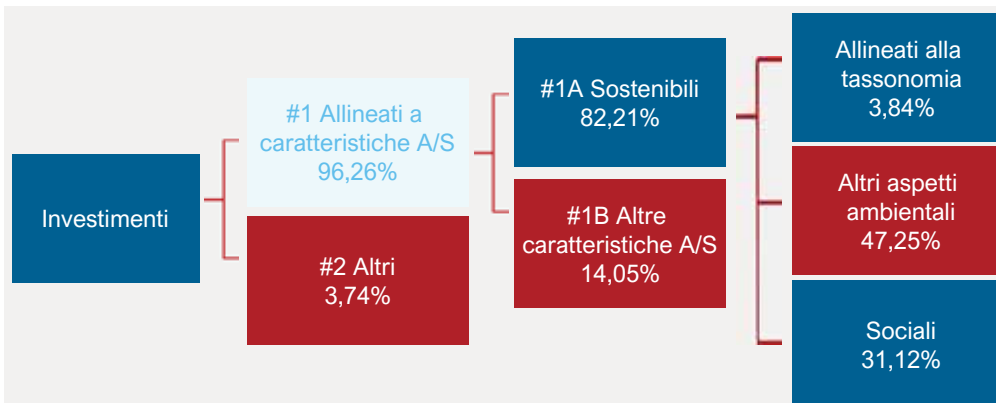 Investimenti
#1 Allineati a
caratteristiche A/S
96,26%
#2 Altri
3,74%
#1A Sostenibili
82,21%
#1B Altre
caratteristiche A/S
14,05%
Allineati alla
tassonomia
3,84%
Altri aspetti
ambientali
47,25%
Sociali
31,12%